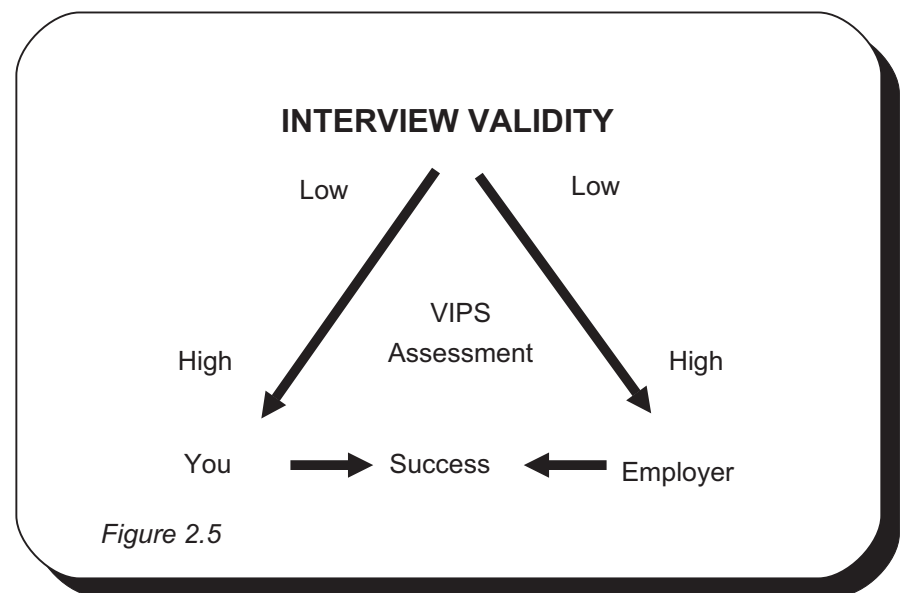 INTERVIEW VALIDITY
Low
Low
VIPS
Assessment
High
High
You
Success
Employer
Figure 2.5